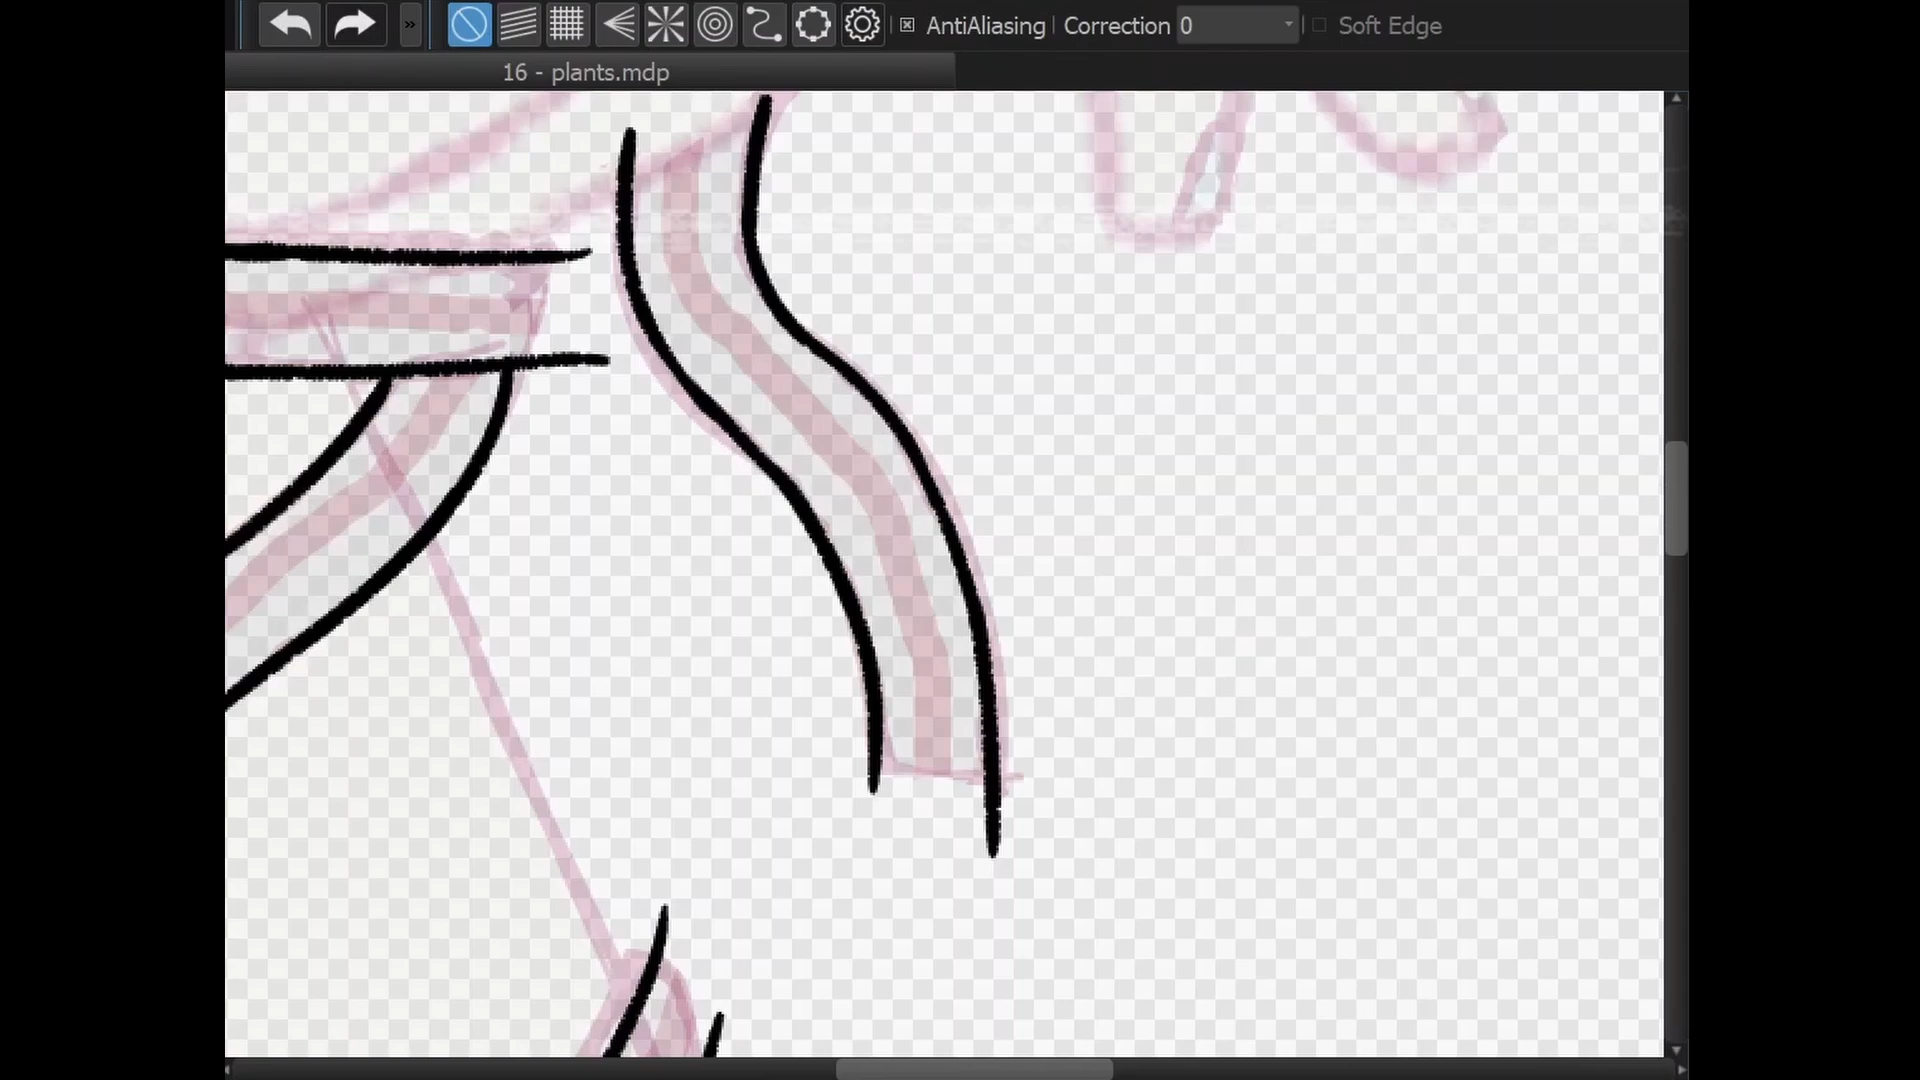 » AntiAliasing Correction 0 Soft Edge
16 - plants.mdp